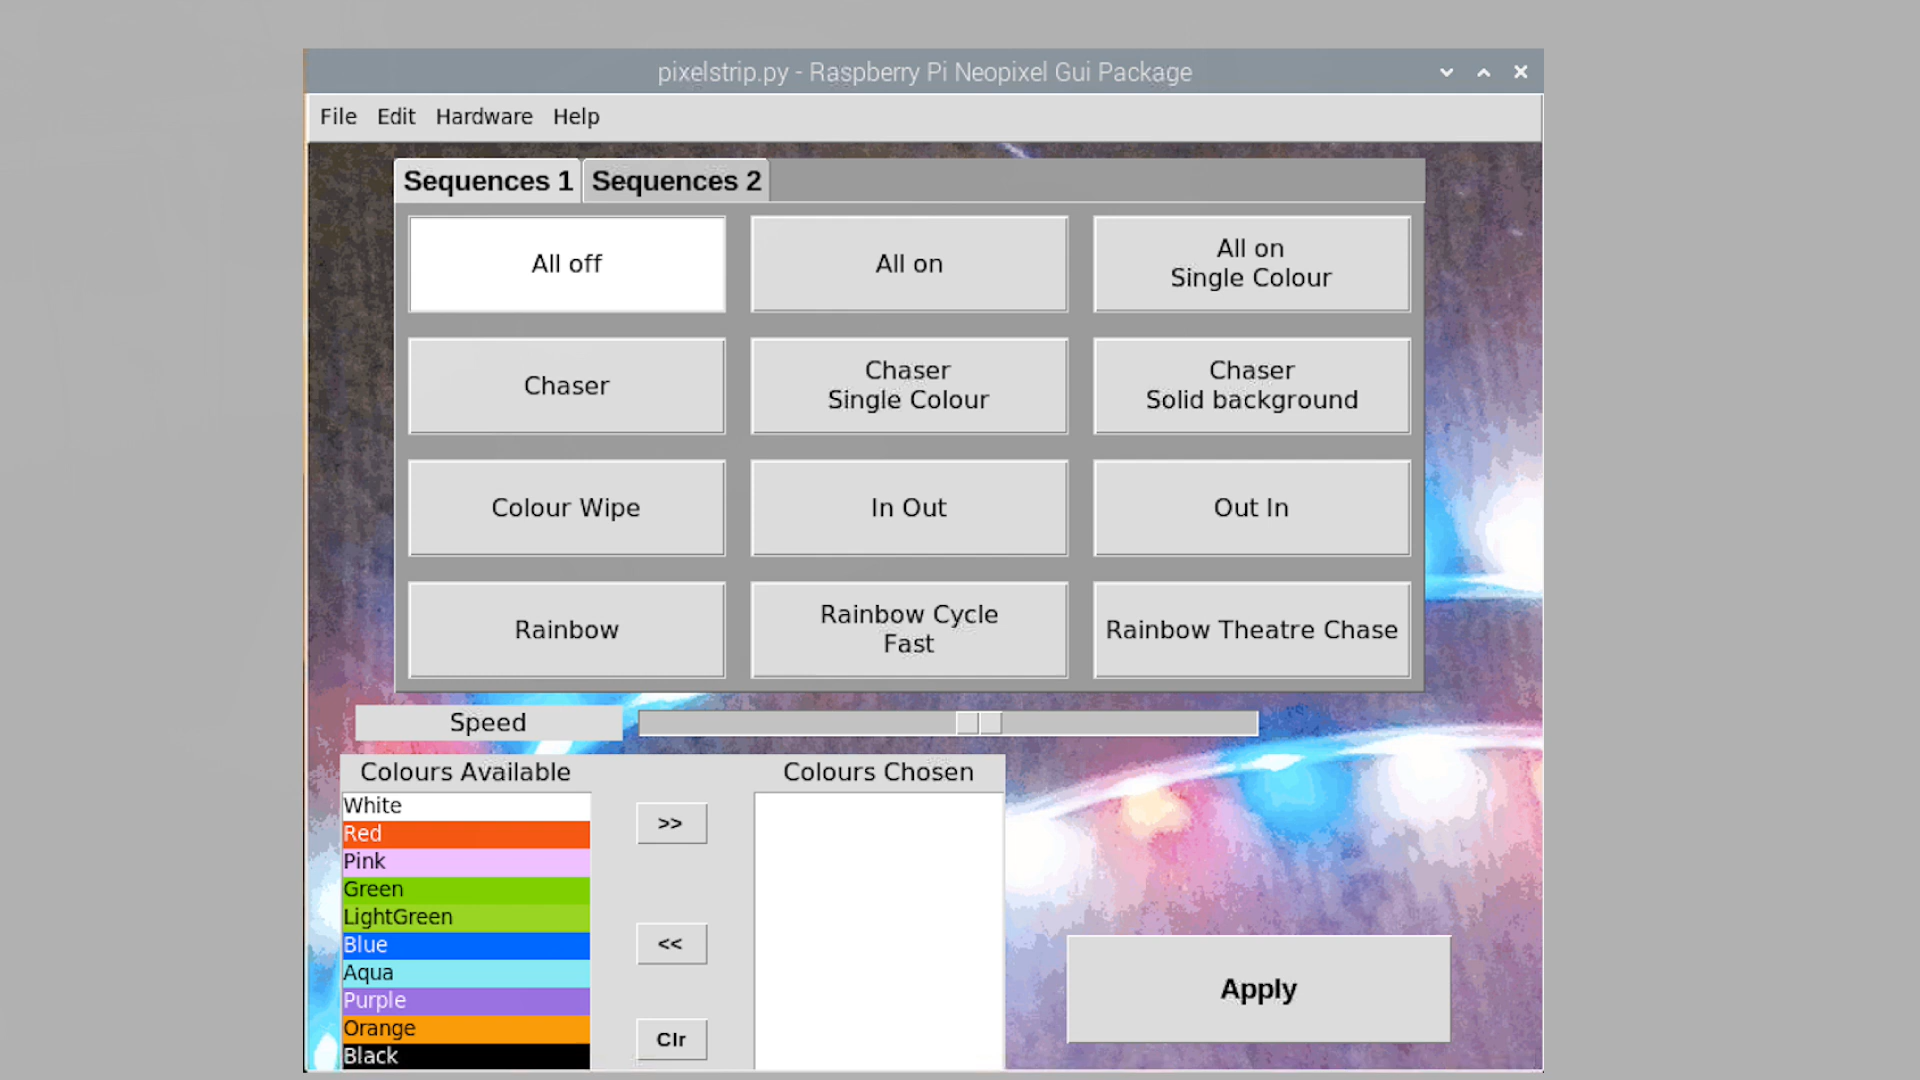 pixelstrip.py - Raspberry Pi Neopixel Gui Package
File Edit Hardware Help
Sequences 1 Sequences 2
All off
All on
All on
Single Colour
Chaser
Chaser
Single Colour
Chaser
Solid background
Colour Wipe
In Out
Out In
Rainbow
Rainbow Cycle
Fast
Rainbow Theatre Chase
Speed
Colours Available
White
Red
Pink
Green
LightGreen
Blue
Aqua
Purple
Orange
Black
>>
<<
Clr
Colours Chosen
Apply